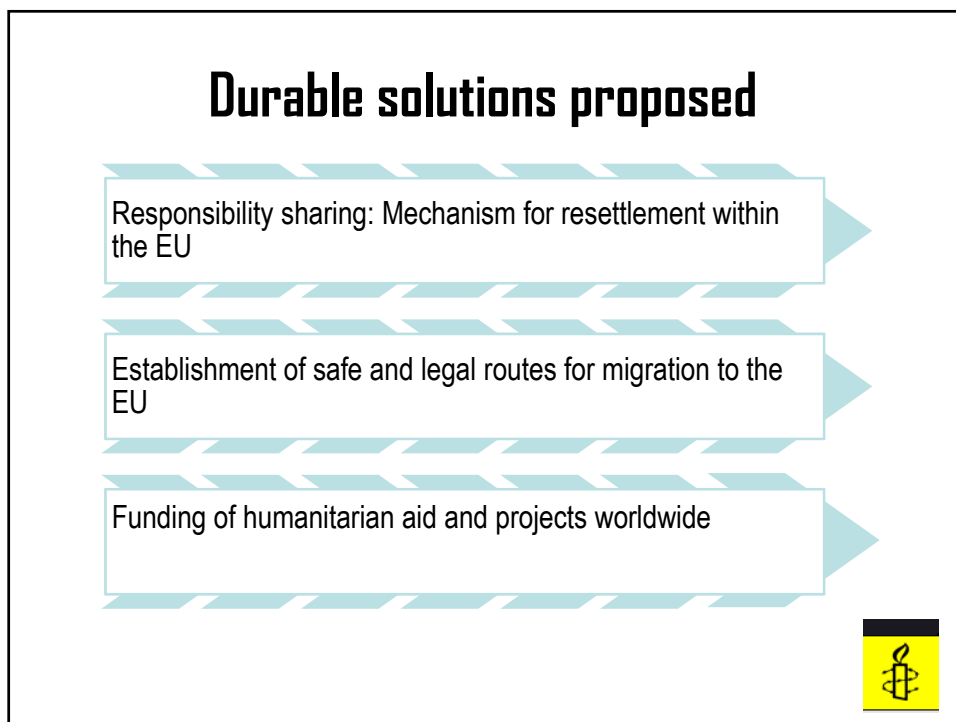 Durable solutions proposed
Responsibility sharing: Mechanism for resettlement within
the EU
Establishment of safe and legal routes for migration to the
EU
Funding of humanitarian aid and projects worldwide